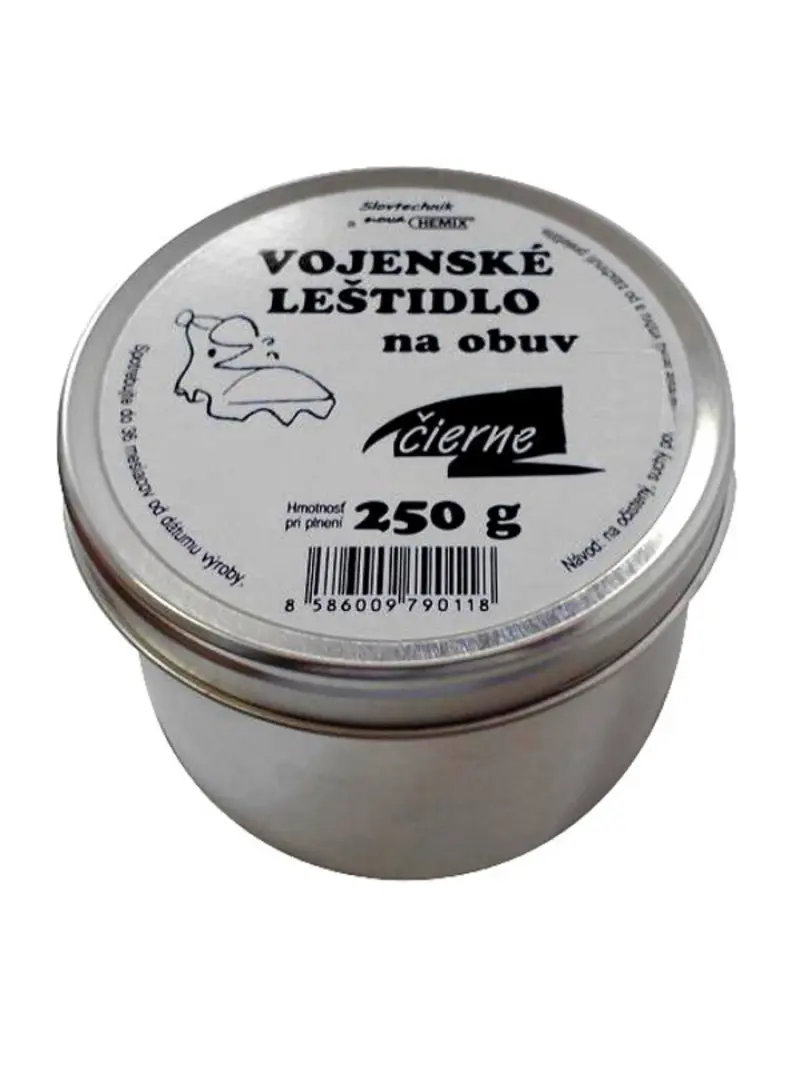 Slovtechnik
HEMIX
VOJENSKÉ
LEŠTIDLO
na obuv
čierne
Hmotnosť
pri plnení 250 g
8 586009 790118
Spotrebujte do 36 mesiacov od dátumu výroby.
Návod: na očistený, suchý po